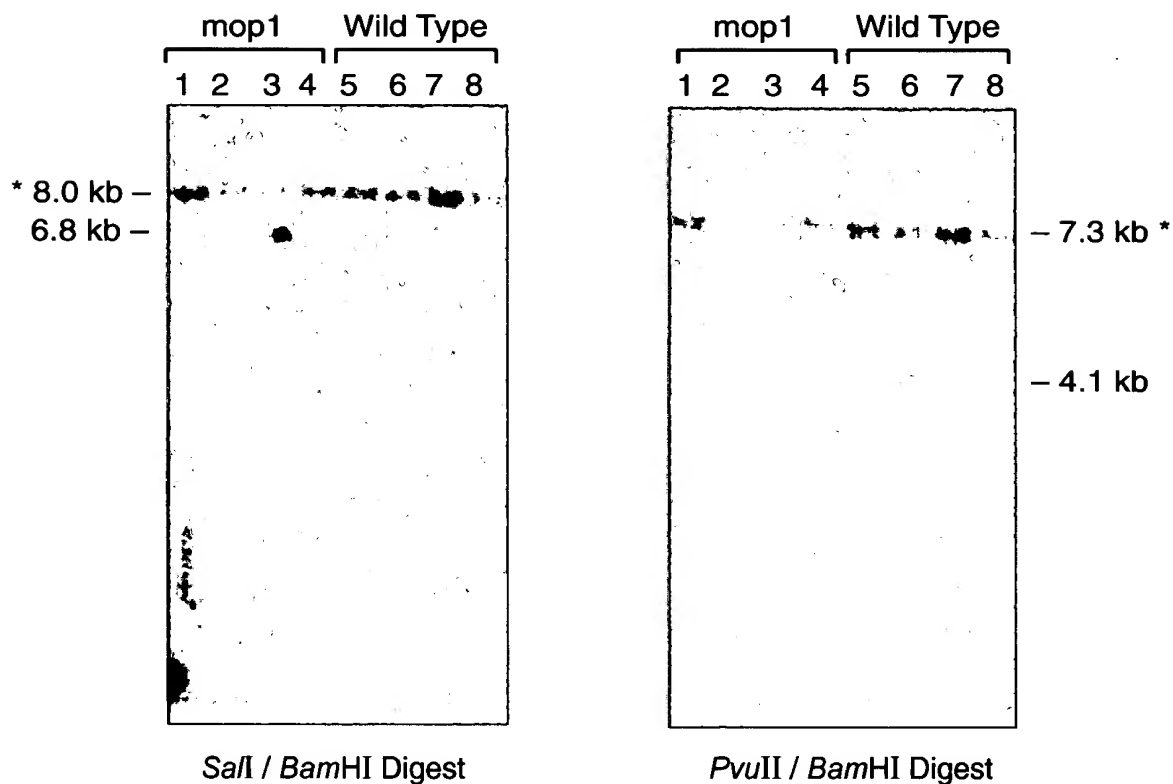 mop1 Wild Type
1 2 3 4 5 6 7 8
* 8.0 kb –
6.8 kb –
SalI / BamHI Digest
mop1 Wild Type
1 2 3 4 5 6 7 8
– 7.3 kb *
– 4.1 kb
PvuII / BamHI Digest